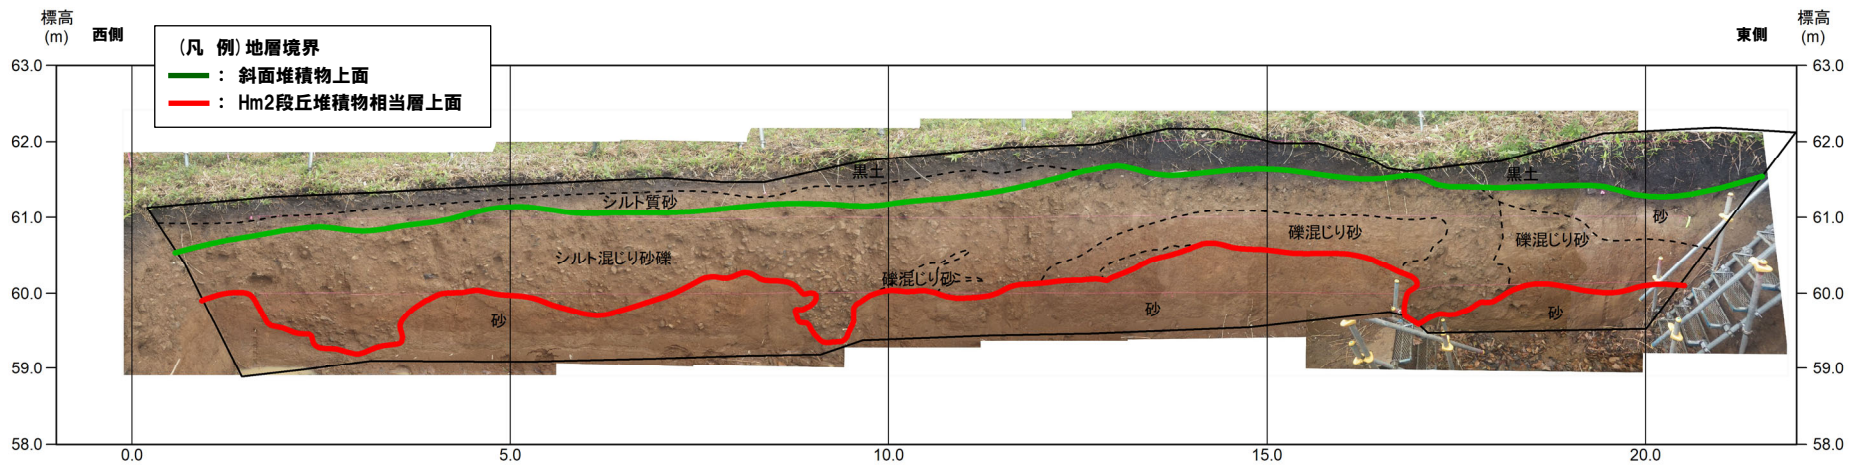 標高
(m)
西側
(凡 例)地層境界
： 斜面堆積物上面
： Hm2段丘堆積物相当層上面
東側
標高
(m)
63.0
63.0
62.0
62.0
61.0
61.0
60.0
60.0
59.0
59.0
58.0
58.0
黒土
黒土
シルト質砂
砂
礫混じり砂
礫混じり砂
シルト混じり砂礫
礫混じり砂
砂
砂
砂
0.0
5.0
10.0
15.0
20.0